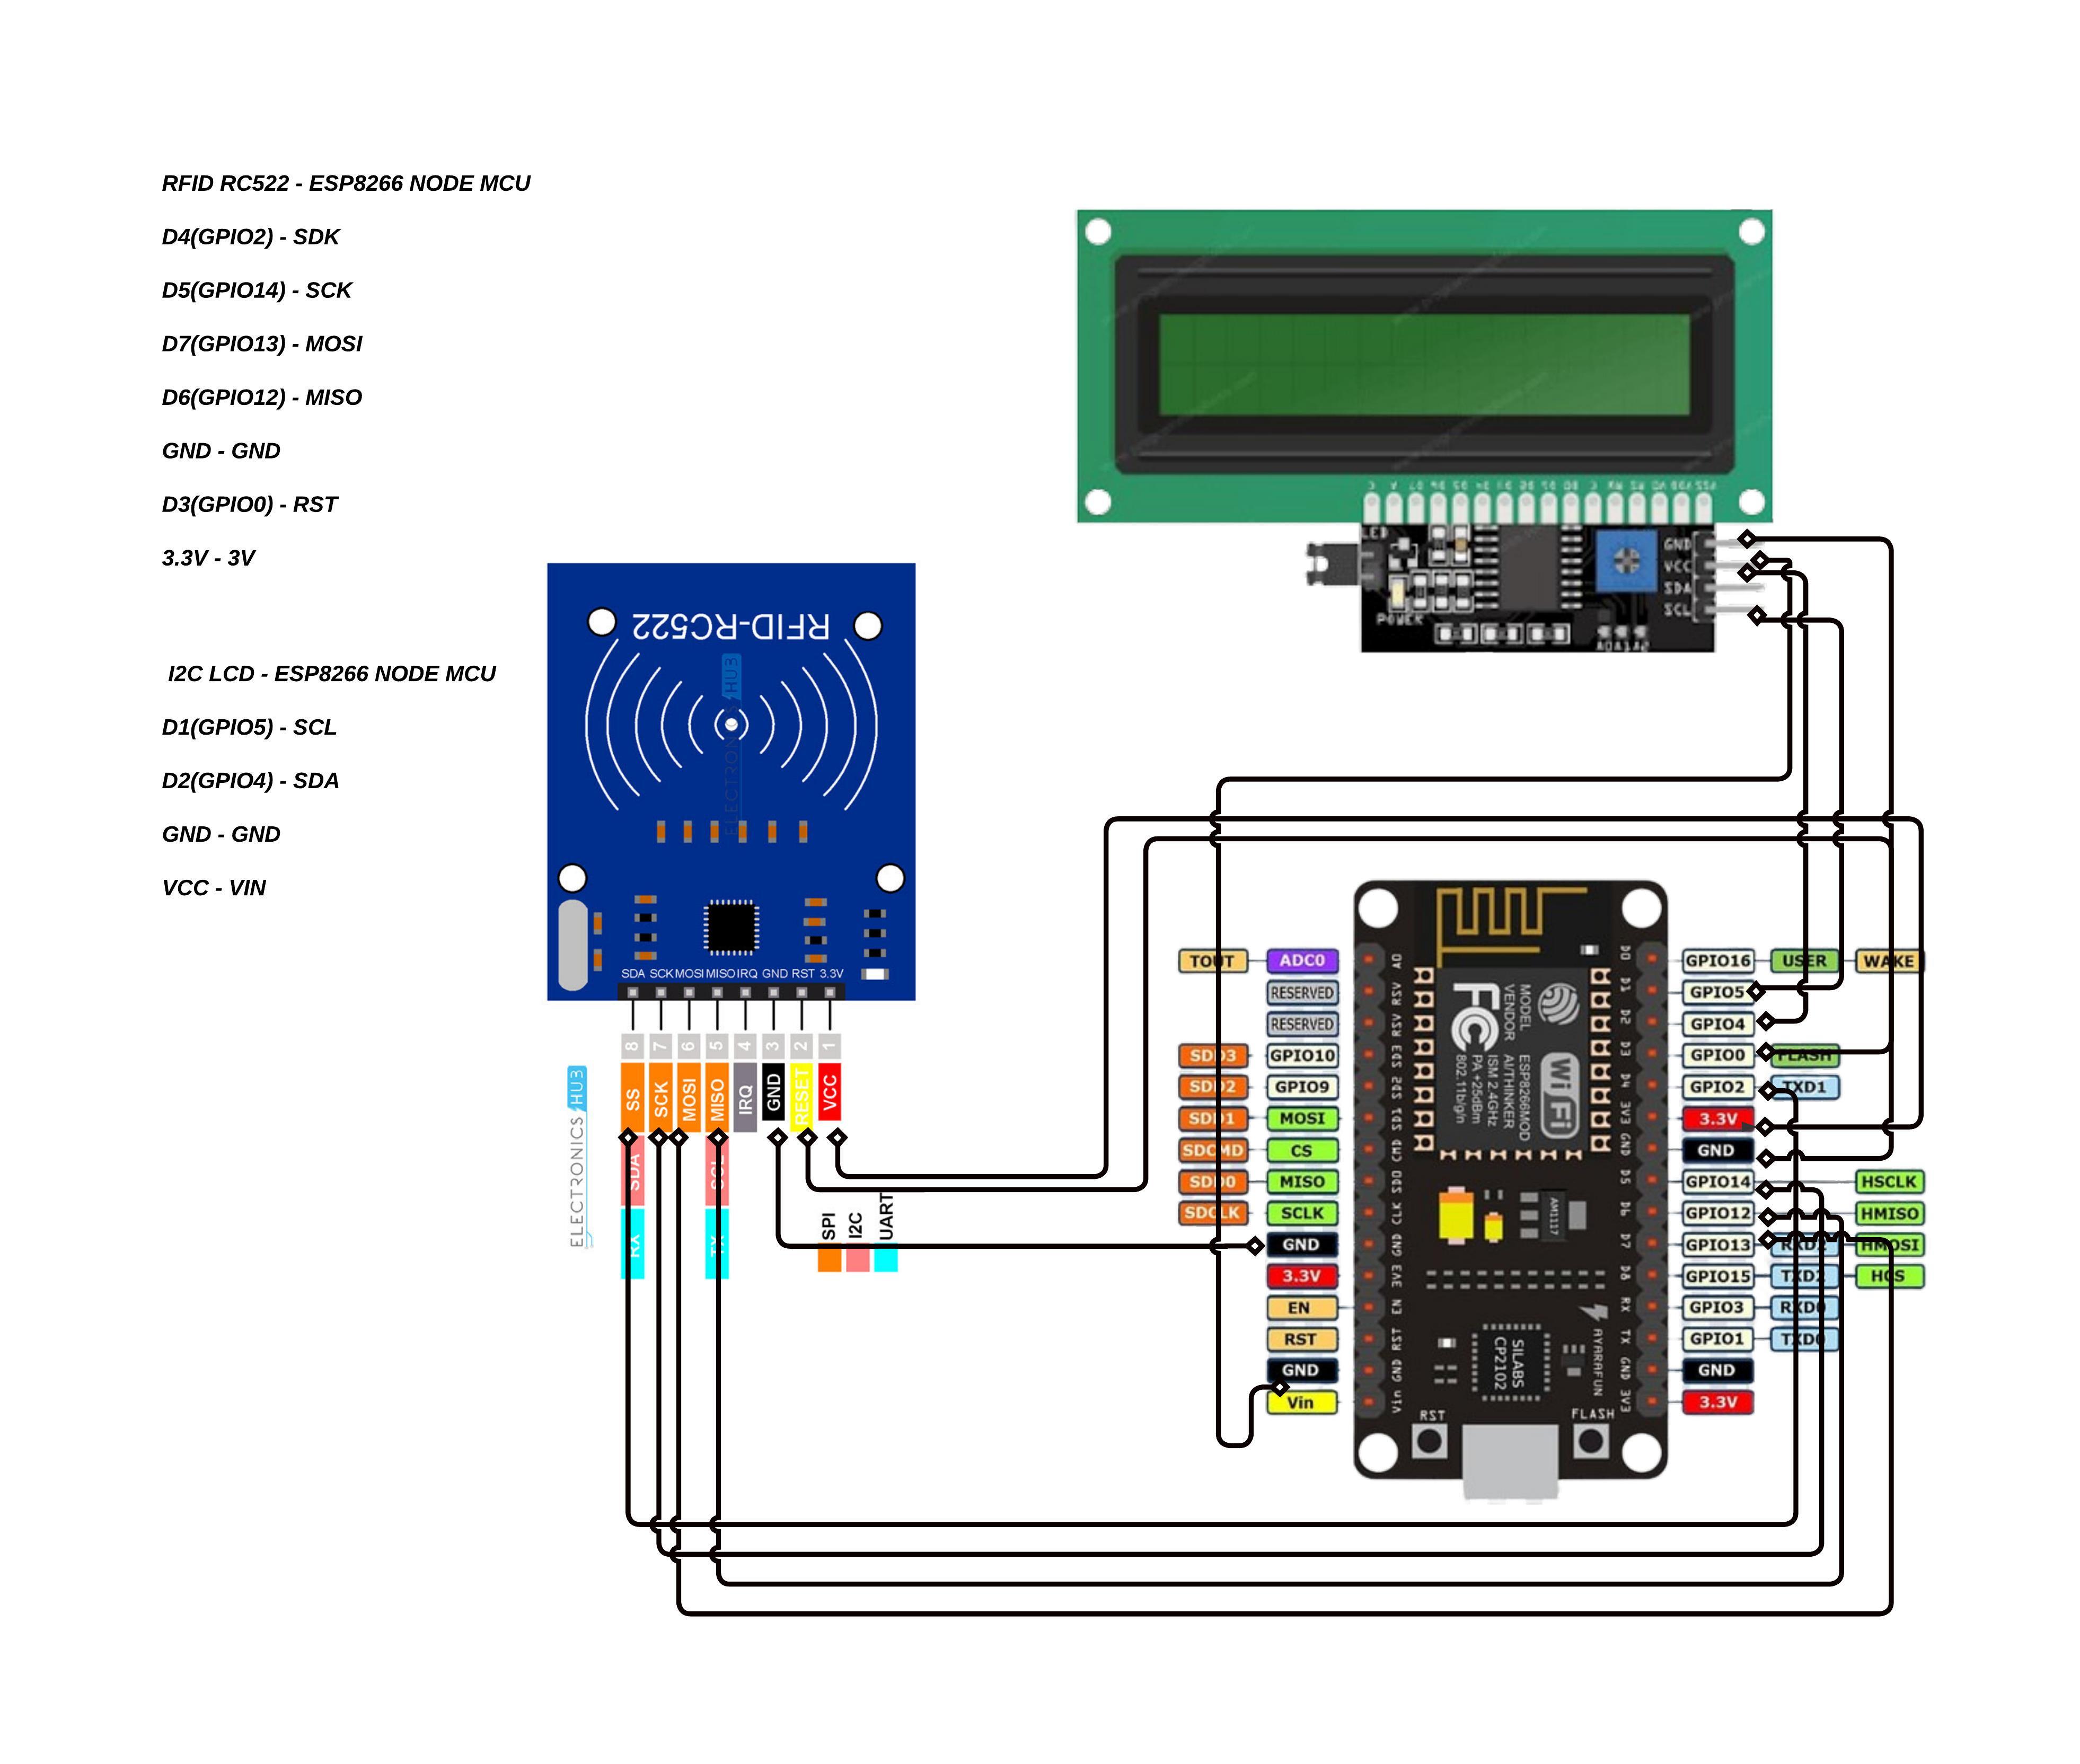 RFID RC522 - ESP8266 NODE MCU
D4(GPIO2) - SDK
D5(GPIO14) - SCK
D7(GPIO13) - MOSI
D6(GPIO12) - MISO
GND - GND
D3(GPIO0) - RST
3.3V - 3V
I2C LCD - ESP8266 NODE MCU
D1(GPIO5) - SCL
D2(GPIO4) - SDA
GND - GND
VCC - VIN
LED
POWER
GND
VCC
SDA
SCL
RFID-RC522
ELECTRONICS HUB
SDA SCK MOSI MISO IRQ GND RST 3.3V
8 7 6 5 4 3 2 1
SS SCK MOSI MISO IRQ GND RESET VCC
SDA SCL
RX TX
ELECTRONICS HUB
SPI I2C UART
TOUT ADC0
RESERVED
RESERVED
SDD3 GPIO10
SDD2 GPIO9
SDD1 MOSI
SDCMD CS
SDD0 MISO
SDCLK SCLK
GND
3.3V
EN
RST
GND
Vin
A0 RSV RSV SD3 SD2 SD1 CMD SD0 CLK GND 3V3 EN RST GND Vin
MODEL
VENDOR
ESP8266MOD
AI/THINKER
ISM 2.4GHz
PA +25dBm
802.11b/g/n
FC
WiFi
AM1117
SILABS
CP2102
AYARAFUN
RST
FLASH
D0 D1 D2 D3 D4 3V3 GND D5 D6 D7 D8 RX TX GND 3V3
GPIO16 USER WAKE
GPIO5
GPIO4
GPIO0 FLASH
GPIO2 TXD1
3.3V
GND
GPIO14 HSCLK
GPIO12 HMISO
GPIO13 RXD2 HMOSI
GPIO15 TXD2 HCS
GPIO3 RXD0
GPIO1 TXD0
GND
3.3V